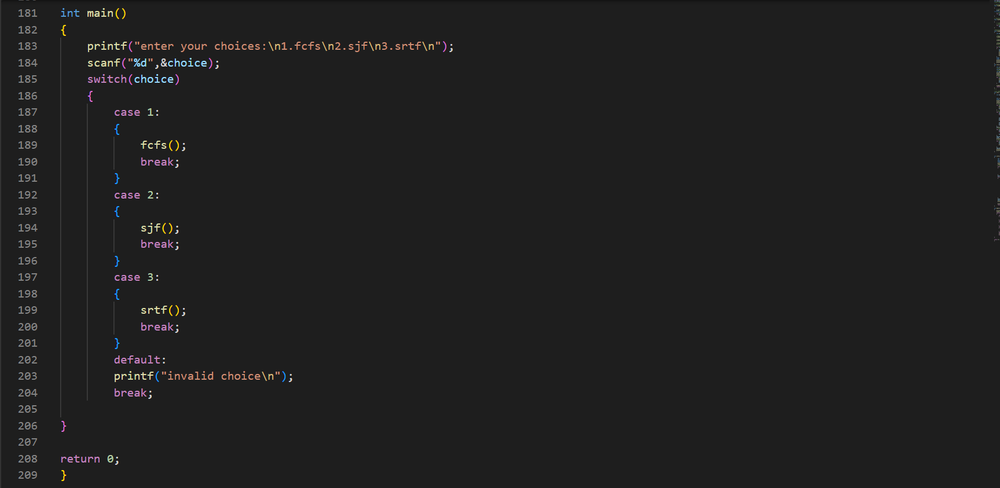 181 int main()
182 {
183 printf("enter your choices:\n1.fcfs\n2.sjf\n3.srtf\n");
184 scanf("%d",&choice);
185 switch(choice)
186 {
187 case 1:
188 {
189 fcfs();
190 break;
191 }
192 case 2:
193 {
194 sjf();
195 break;
196 }
197 case 3:
198 {
199 srtf();
200 break;
201 }
202 default:
203 printf("invalid choice\n");
204 break;
205
206 }
207
208 return 0;
209 }